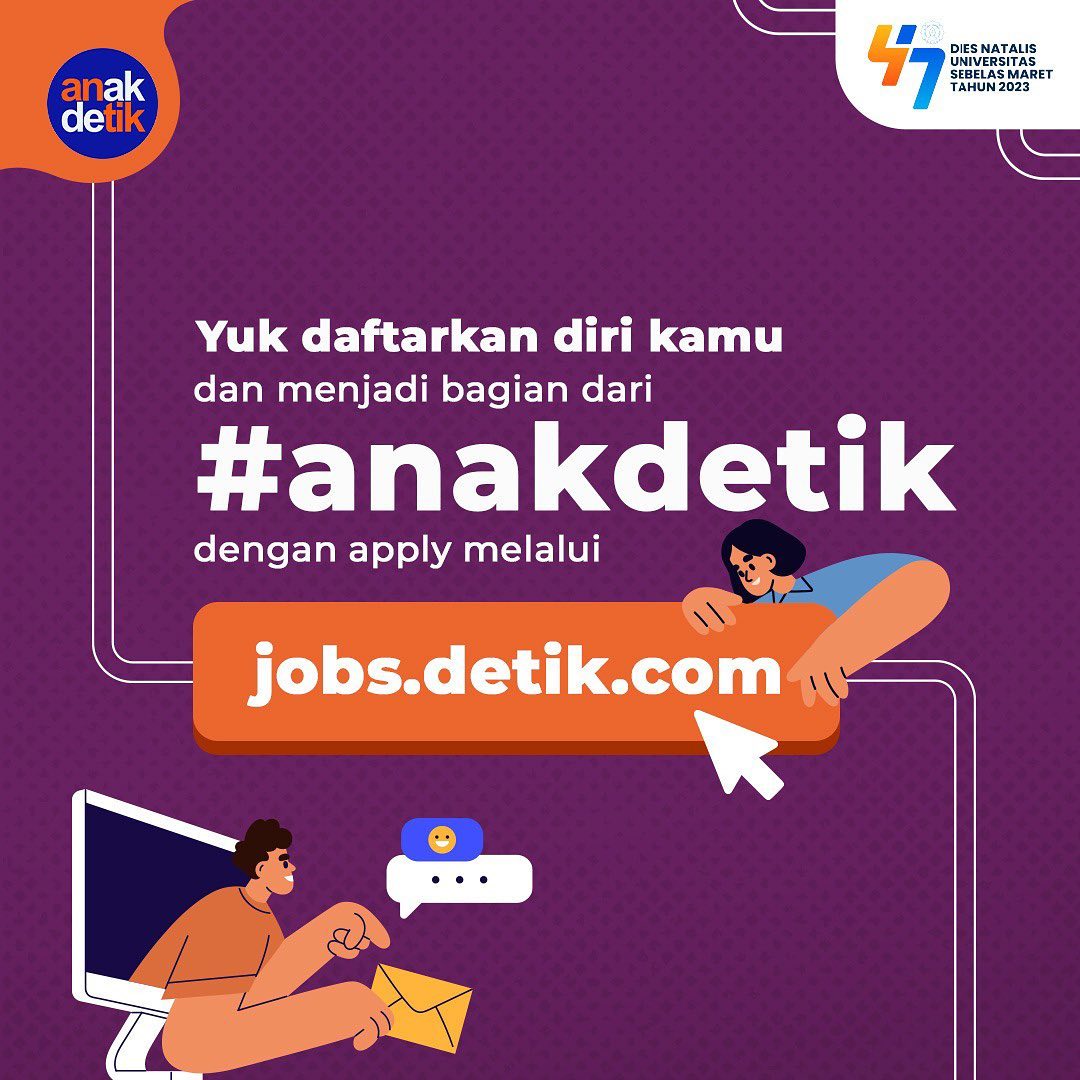 anak
detik
47
DIES NATALIS
UNIVERSITAS
SEBELAS MARET
TAHUN 2023
Yuk daftarkan diri kamu
dan menjadi bagian dari
#anakdetik
dengan apply melalui
jobs.detik.com